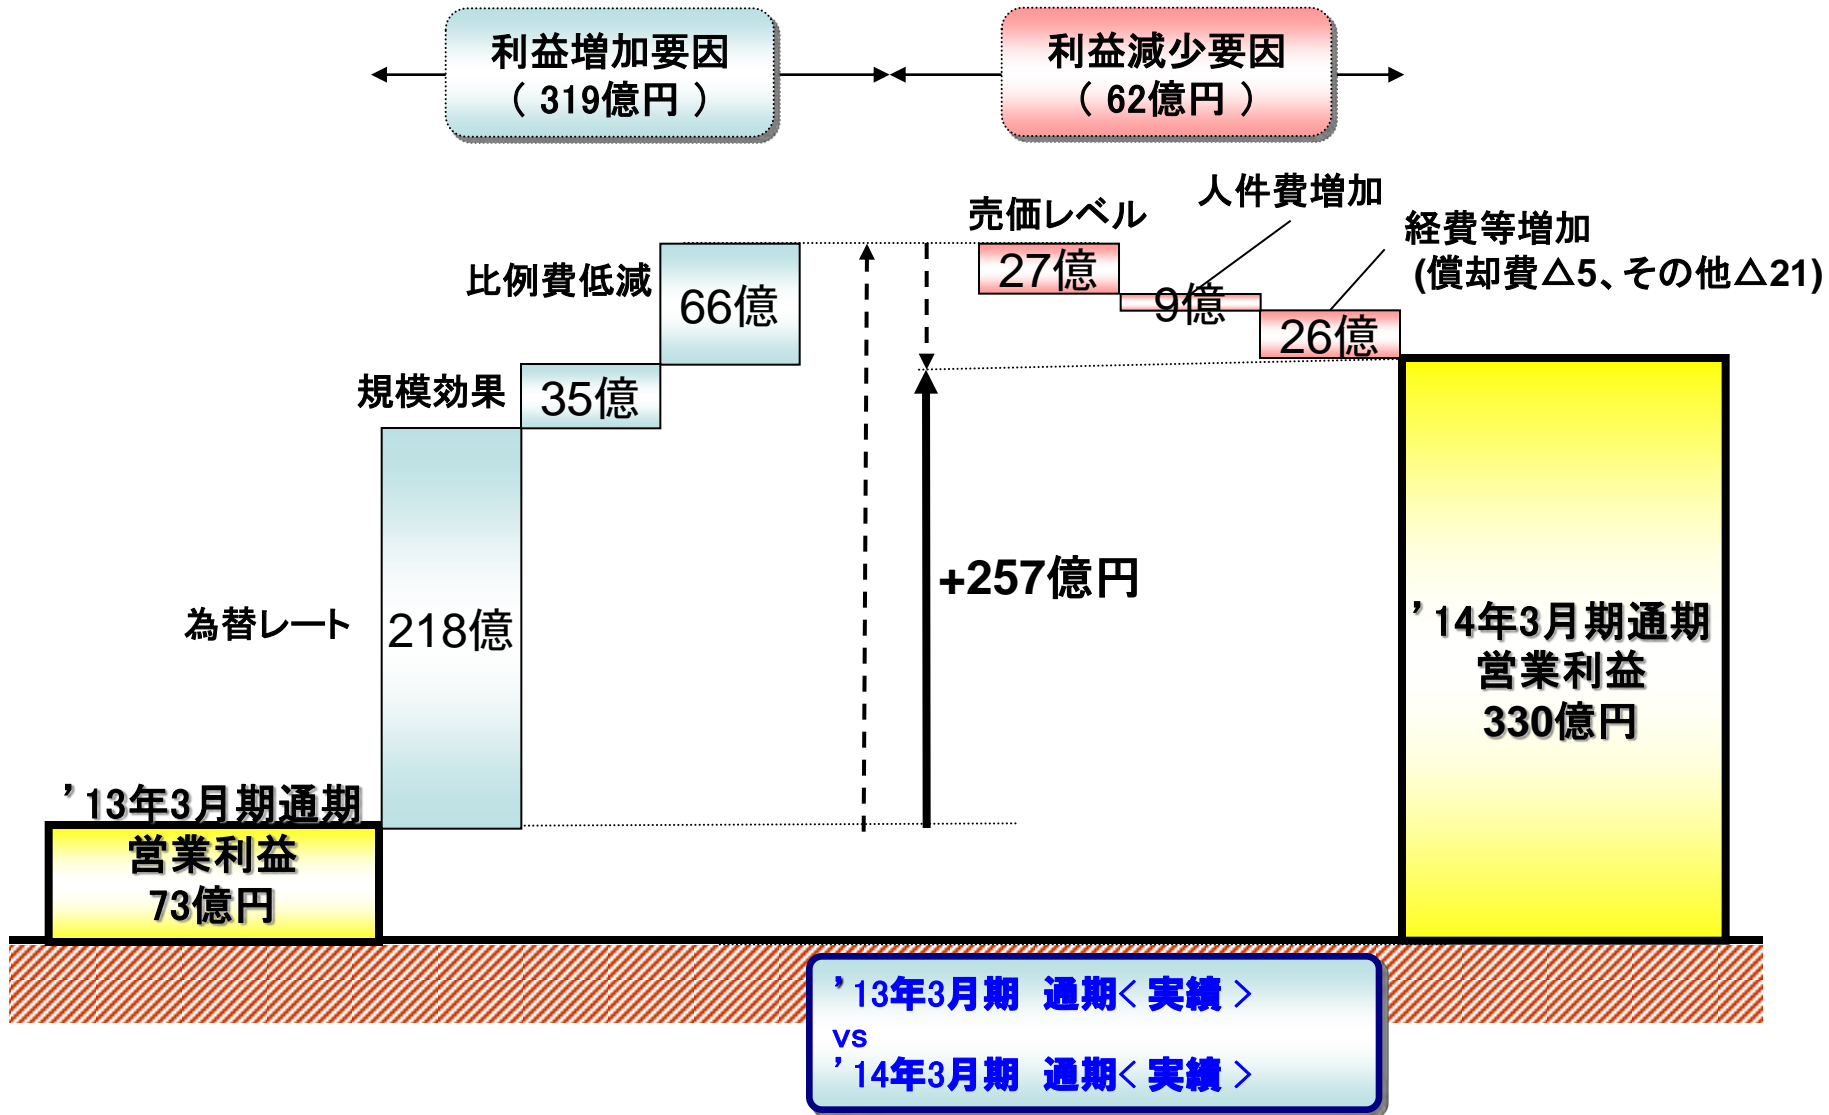 利益増加要因
（ 319億円 ）
利益減少要因
（ 62億円 ）
人件費増加
売価レベル
経費等増加
(償却費△5、その他△21)
比例費低減
66億
27億
9億
26億
規模効果
35億
+257億円
為替レート
218億
’14年3月期通期
営業利益
330億円
’13年3月期通期
営業利益
73億円
’13年3月期　通期＜実績＞
vs
’14年3月期　通期＜実績＞